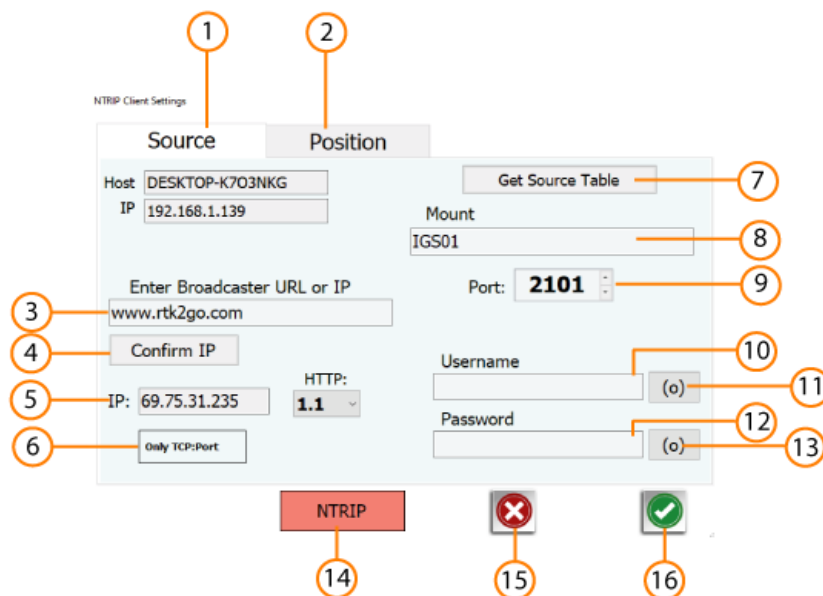 1
2
NTRIP Client Settings
Source
Position
Host DESKTOP-K7O3NKG
Get Source Table
7
IP 192.168.1.139
Mount
IGS01
8
Enter Broadcaster URL or IP
Port: 2101
9
3
www.rtk2go.com
4
Confirm IP
10
Username
HTTP:
(o)
11
5
IP: 69.75.31.235
1.1
Password
12
6
Only TCP:Port
(o)
13
NTRIP
14
15
16